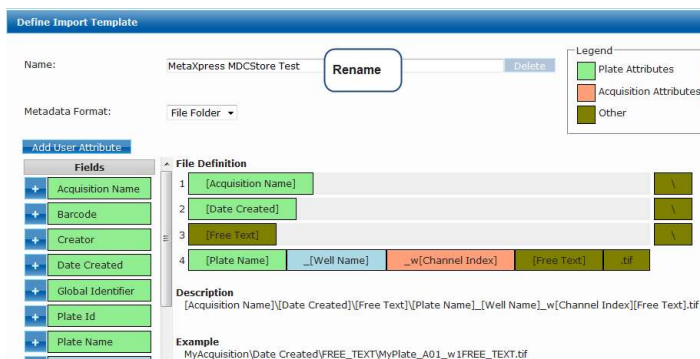 Define Import Template
Name:
MetaXpress MDCStore Test
Rename
Delete
Legend
Plate Attributes
Acquisition Attributes
Other
Metadata Format:
File Folder
Add User Attribute
Fields
+ Acquisition Name
+ Barcode
+ Creator
+ Date Created
+ Global Identifier
+ Plate Id
+ Plate Name
File Definition
1 [Acquisition Name] \
2 [Date Created] \
3 [Free Text] \
4 [Plate Name] _[Well Name] _w[Channel Index] [Free Text] .tif
Description
[Acquisition Name]\[Date Created]\[Free Text]\[Plate Name]_[Well Name]_w[Channel Index][Free Text].tif
Example
MyAcquisition\Date Created\FREE_TEXT\MyPlate_A01_w1FREE_TEXT.tif